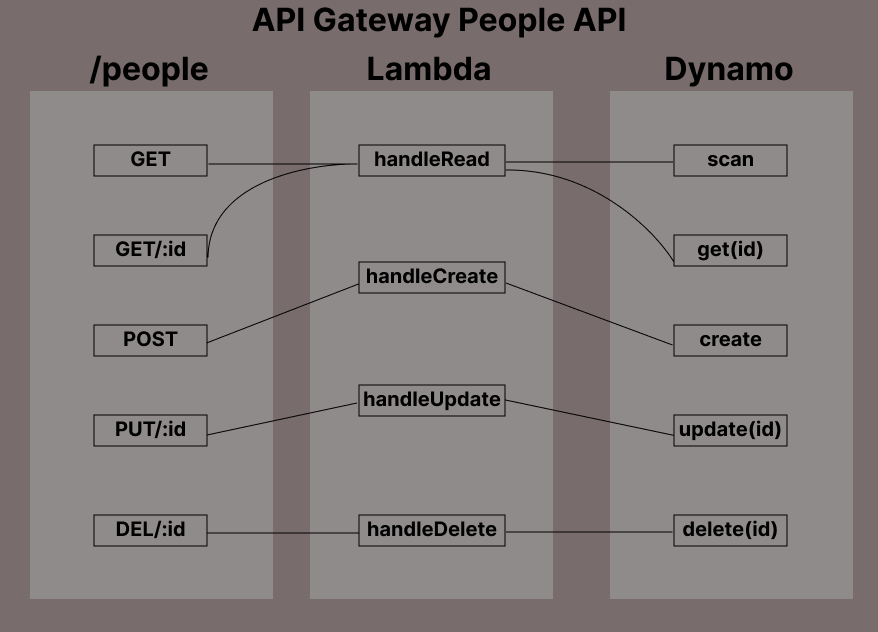 API Gateway People API
/people
Lambda
Dynamo
GET
handleRead
scan
GET/:id
get(id)
handleCreate
POST
create
handleUpdate
PUT/:id
update(id)
DEL/:id
handleDelete
delete(id)